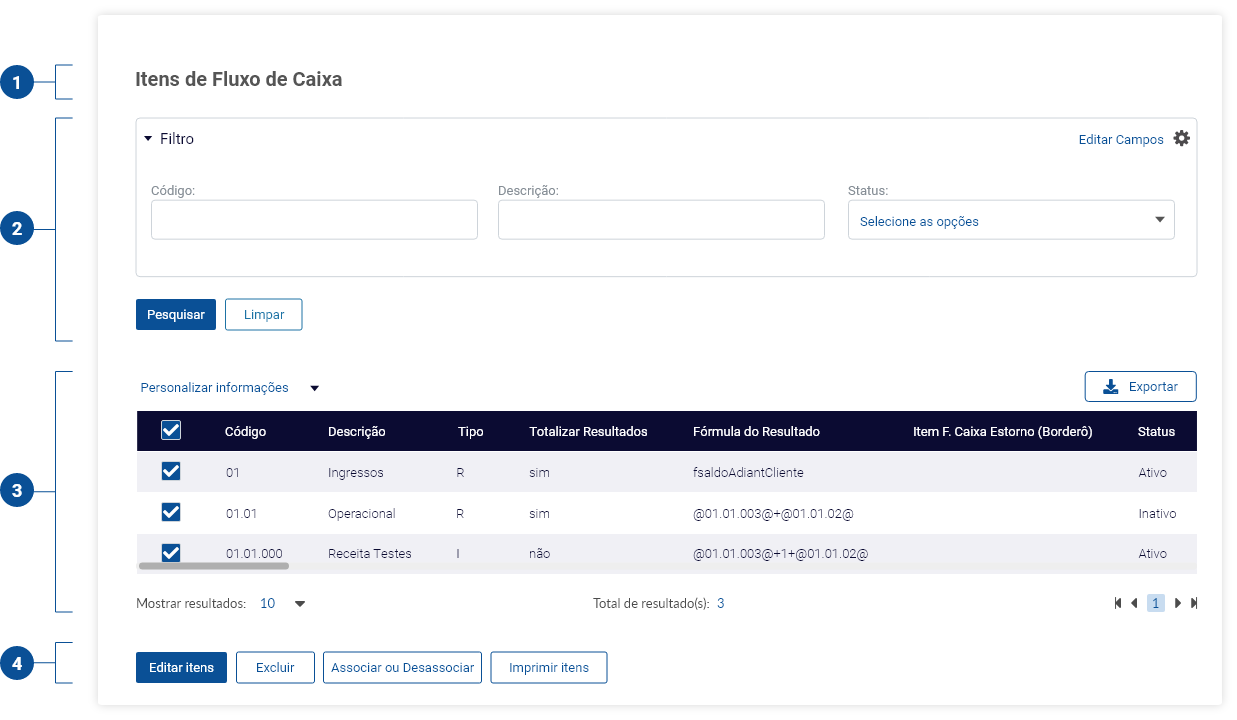 1
Itens de Fluxo de Caixa
2
Filtro
Editar Campos
Código:
Descrição:
Status:
Selecione as opções
Pesquisar
Limpar
3
Personalizar informações
Exportar
Código Descrição Tipo Totalizar Resultados Fórmula do Resultado Item F. Caixa Estorno (Borderô) Status
01 Ingressos R sim fsaldoAdiantCliente Ativo
01.01 Operacional R sim @01.01.003@+@01.01.02@ Inativo
01.01.000 Receita Testes I não @01.01.003@+1+@01.01.02@ Ativo
Mostrar resultados: 10 Total de resultado(s): 3 1
4
Editar itens Excluir Associar ou Desassociar Imprimir itens